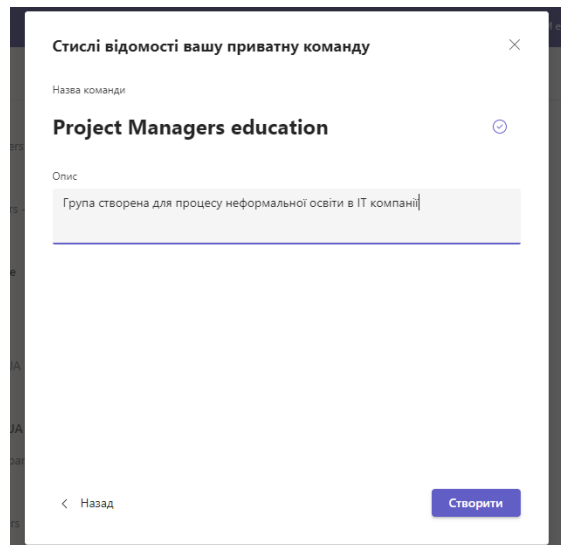 Стислі відомості вашу приватну команду
Назва команди
Project Managers education
Опис
Група створена для процесу неформальної освіти в ІТ компанії
Назад
Створити